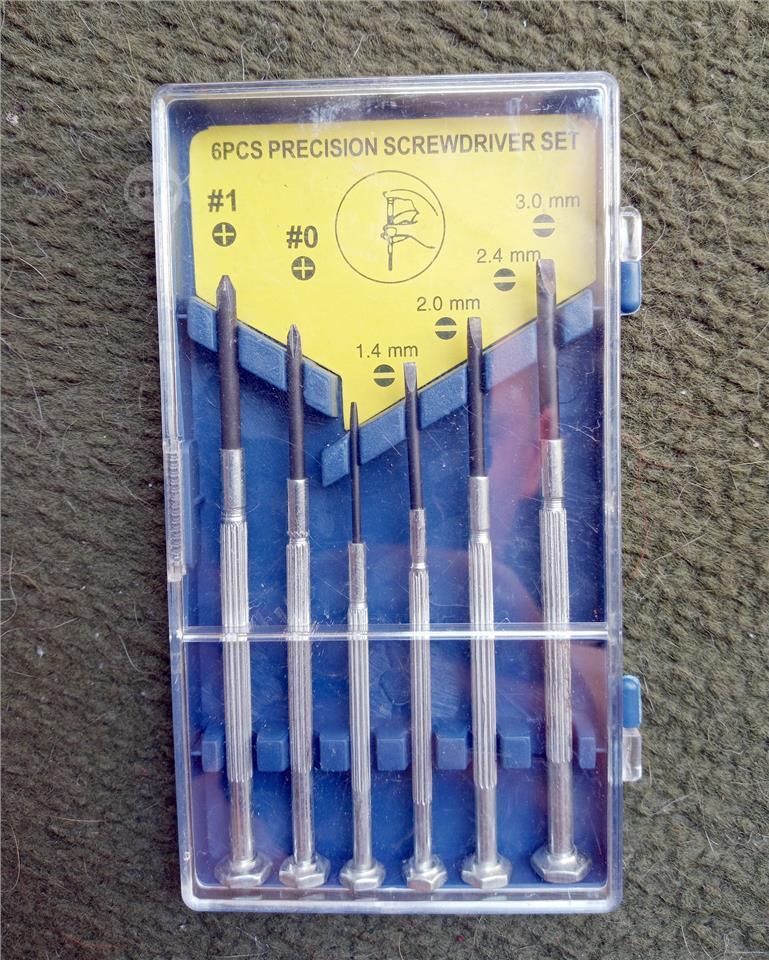 6PCS PRECISION SCREWDRIVER SET
#1
#0
3.0 mm
2.4 mm
2.0 mm
1.4 mm